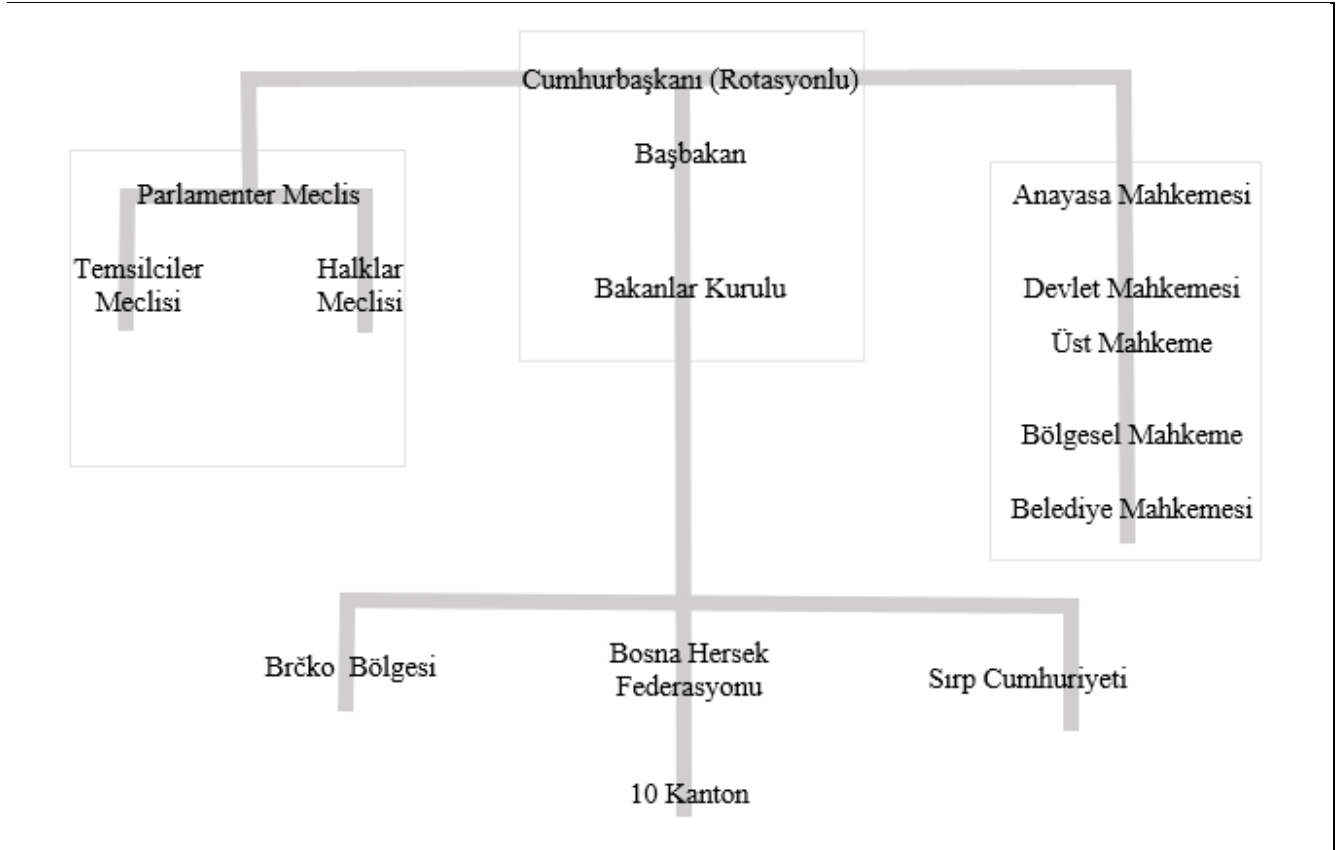 Cumhurbaşkanı (Rotasyonlu)
Başbakan
Bakanlar Kurulu
Parlamenter Meclis
Temsilciler
Meclisi
Halklar
Meclisi
Anayasa Mahkemesi
Devlet Mahkemesi
Üst Mahkeme
Bölgesel Mahkeme
Belediye Mahkemesi
Brčko Bölgesi
Bosna Hersek
Federasyonu
Sırp Cumhuriyeti
10 Kanton